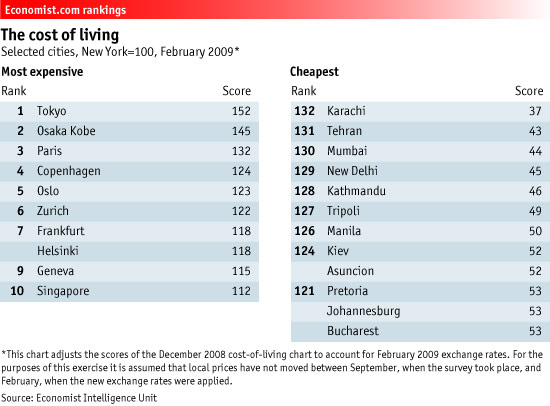 Economist.com rankings
The cost of living
Selected cities, New York=100, February 2009*
Most expensive
Rank Score
1 Tokyo 152
2 Osaka Kobe 145
3 Paris 132
4 Copenhagen 124
5 Oslo 123
6 Zurich 122
7 Frankfurt 118
Helsinki 118
9 Geneva 115
10 Singapore 112
Cheapest
Rank Score
132 Karachi 37
131 Tehran 43
130 Mumbai 44
129 New Delhi 45
128 Kathmandu 46
127 Tripoli 49
126 Manila 50
124 Kiev 52
Asuncion 52
121 Pretoria 53
Johannesburg 53
Bucharest 53
*This chart adjusts the scores of the December 2008 cost-of-living chart to account for February 2009 exchange rates. For the
purposes of this exercise it is assumed that local prices have not moved between September, when the survey took place, and
February, when the new exchange rates were applied.
Source: Economist Intelligence Unit